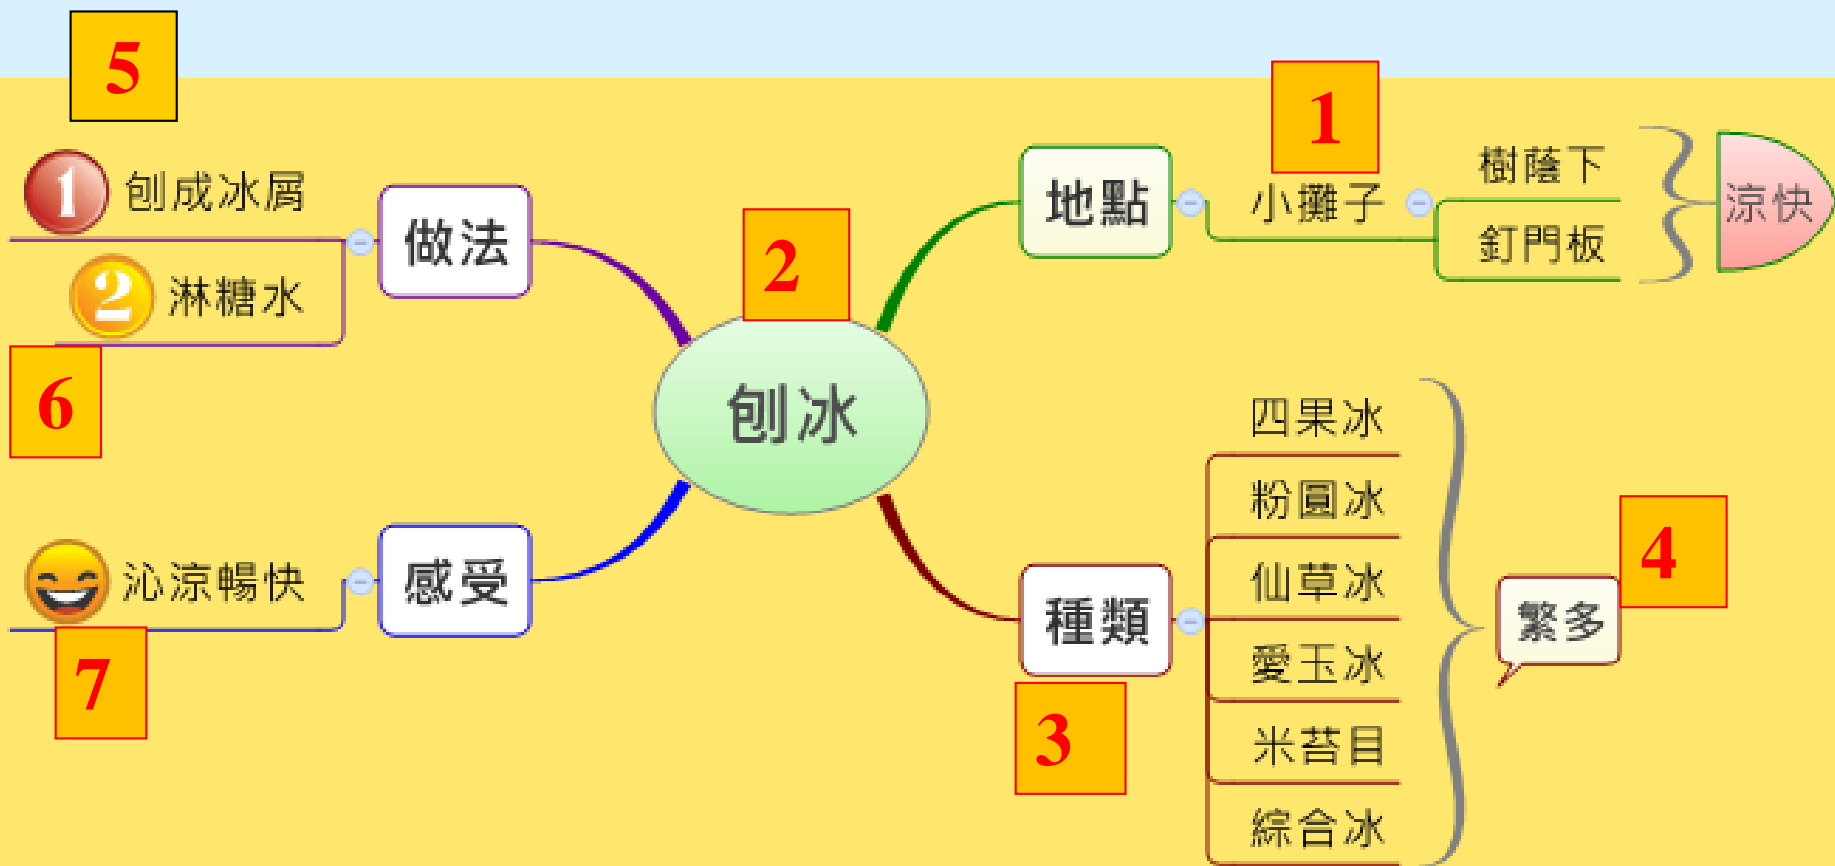 5
1
刨成冰屑
做法
2
淋糖水
6
2
刨冰
1
地點
小攤子
樹蔭下
釘門板
涼快
種類
3
四果冰
粉圓冰
仙草冰
愛玉冰
米苔目
綜合冰
繁多
4
感受
沁涼暢快
7